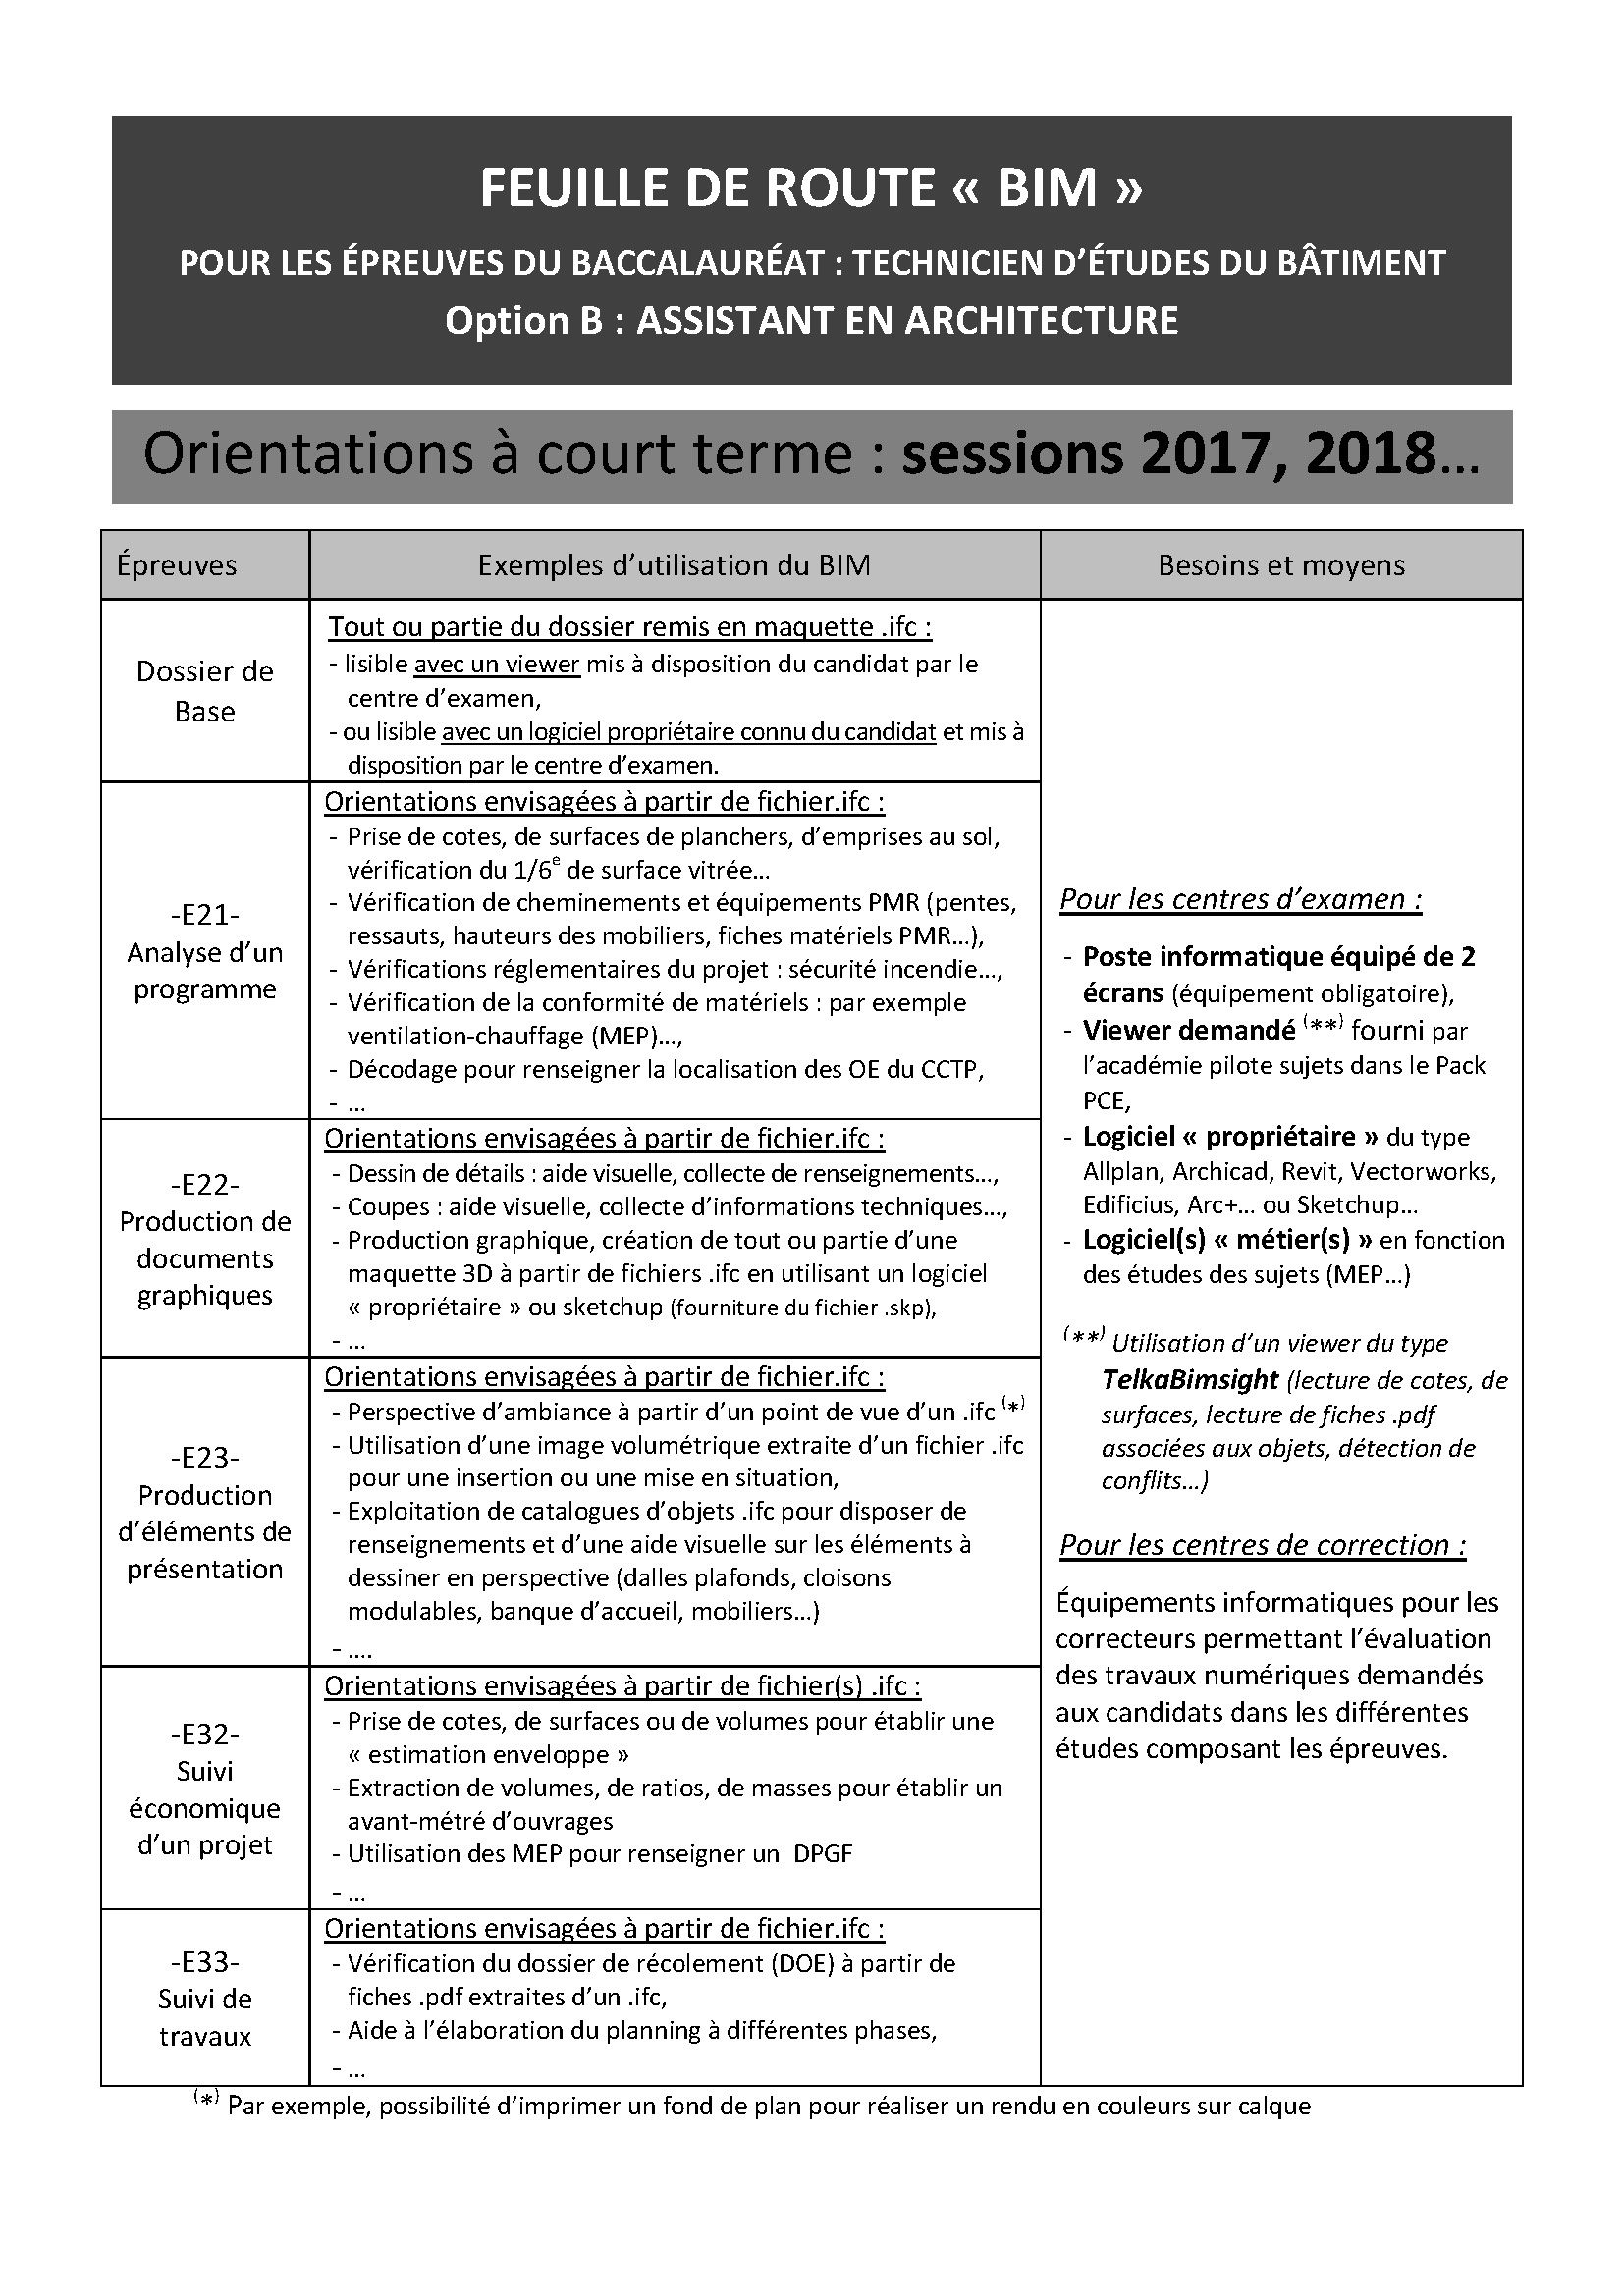 FEUILLE DE ROUTE « BIM »
POUR LES ÉPREUVES DU BACCALAURÉAT : TECHNICIEN D’ÉTUDES DU BÂTIMENT
Option B : ASSISTANT EN ARCHITECTURE
Orientations à court terme : sessions 2017, 2018…
Épreuves
Exemples d’utilisation du BIM
Besoins et moyens
Dossier de
Base
Tout ou partie du dossier remis en maquette .ifc :
- lisible avec un viewer mis à disposition du candidat par le
centre d’examen,
- ou lisible avec un logiciel propriétaire connu du candidat et mis à
disposition par le centre d’examen.
-E21-
Analyse d’un
programme
Orientations envisagées à partir de fichier.ifc :
- Prise de cotes, de surfaces de planchers, d’emprises au sol,
vérification du 1/6e de surface vitrée…
- Vérification de cheminements et équipements PMR (pentes,
ressauts, hauteurs des mobiliers, fiches matériels PMR…),
- Vérifications réglementaires du projet : sécurité incendie…,
- Vérification de la conformité de matériels : par exemple
ventilation-chauffage (MEP)…,
- Décodage pour renseigner la localisation des OE du CCTP,
- …
-E22-
Production de
documents
graphiques
Orientations envisagées à partir de fichier.ifc :
- Dessin de détails : aide visuelle, collecte de renseignements…,
- Coupes : aide visuelle, collecte d’informations techniques…,
- Production graphique, création de tout ou partie d’une
maquette 3D à partir de fichiers .ifc en utilisant un logiciel
« propriétaire » ou sketchup (fourniture du fichier .skp),
- …
-E23-
Production
d’éléments de
présentation
Orientations envisagées à partir de fichier.ifc :
- Perspective d’ambiance à partir d’un point de vue d’un .ifc (*)
- Utilisation d’une image volumétrique extraite d’un fichier .ifc
pour une insertion ou une mise en situation,
- Exploitation de catalogues d’objets .ifc pour disposer de
renseignements et d’une aide visuelle sur les éléments à
dessiner en perspective (dalles plafonds, cloisons
modulables, banque d’accueil, mobiliers…)
- ….
-E32-
Suivi
économique
d’un projet
Orientations envisagées à partir de fichier(s) .ifc :
- Prise de cotes, de surfaces ou de volumes pour établir une
« estimation enveloppe »
- Extraction de volumes, de ratios, de masses pour établir un
avant-métré d’ouvrages
- Utilisation des MEP pour renseigner un DPGF
- …
-E33-
Suivi de
travaux
Orientations envisagées à partir de fichier.ifc :
- Vérification du dossier de récolement (DOE) à partir de
fiches .pdf extraites d’un .ifc,
- Aide à l’élaboration du planning à différentes phases,
- …
Pour les centres d’examen :
- Poste informatique équipé de 2
écrans (équipement obligatoire),
- Viewer demandé (**) fourni par
l’académie pilote sujets dans le Pack
PCE,
- Logiciel « propriétaire » du type
Allplan, Archicad, Revit, Vectorworks,
Edificius, Arc+… ou Sketchup…
- Logiciel(s) « métier(s) » en fonction
des études des sujets (MEP…)
(**) Utilisation d’un viewer du type
TelkaBimsight (lecture de cotes, de
surfaces, lecture de fiches .pdf
associées aux objets, détection de
conflits…)
Pour les centres de correction :
Équipements informatiques pour les
correcteurs permettant l’évaluation
des travaux numériques demandés
aux candidats dans les différentes
études composant les épreuves.
(*) Par exemple, possibilité d’imprimer un fond de plan pour réaliser un rendu en couleurs sur calque